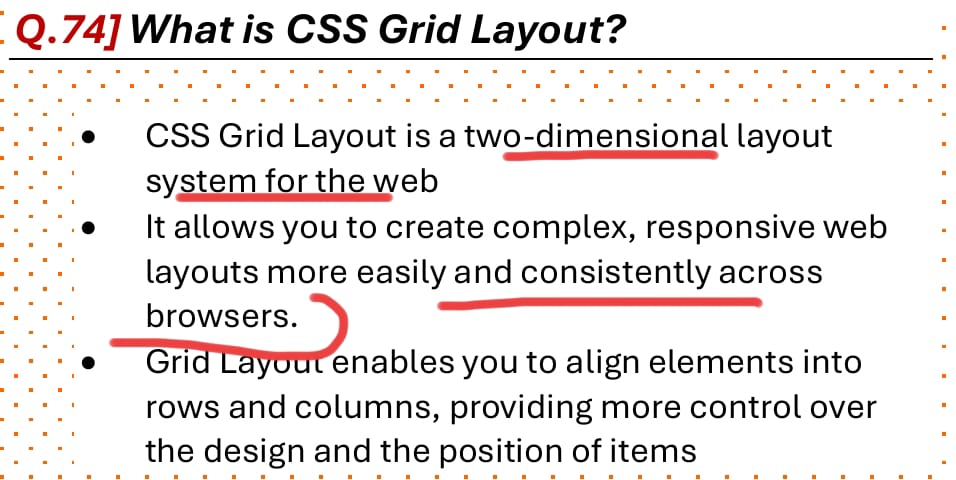 Q.74] What is CSS Grid Layout?
• CSS Grid Layout is a two-dimensional layout
system for the web
• It allows you to create complex, responsive web
layouts more easily and consistently across
browsers.
• Grid Layout enables you to align elements into
rows and columns, providing more control over
the design and the position of items